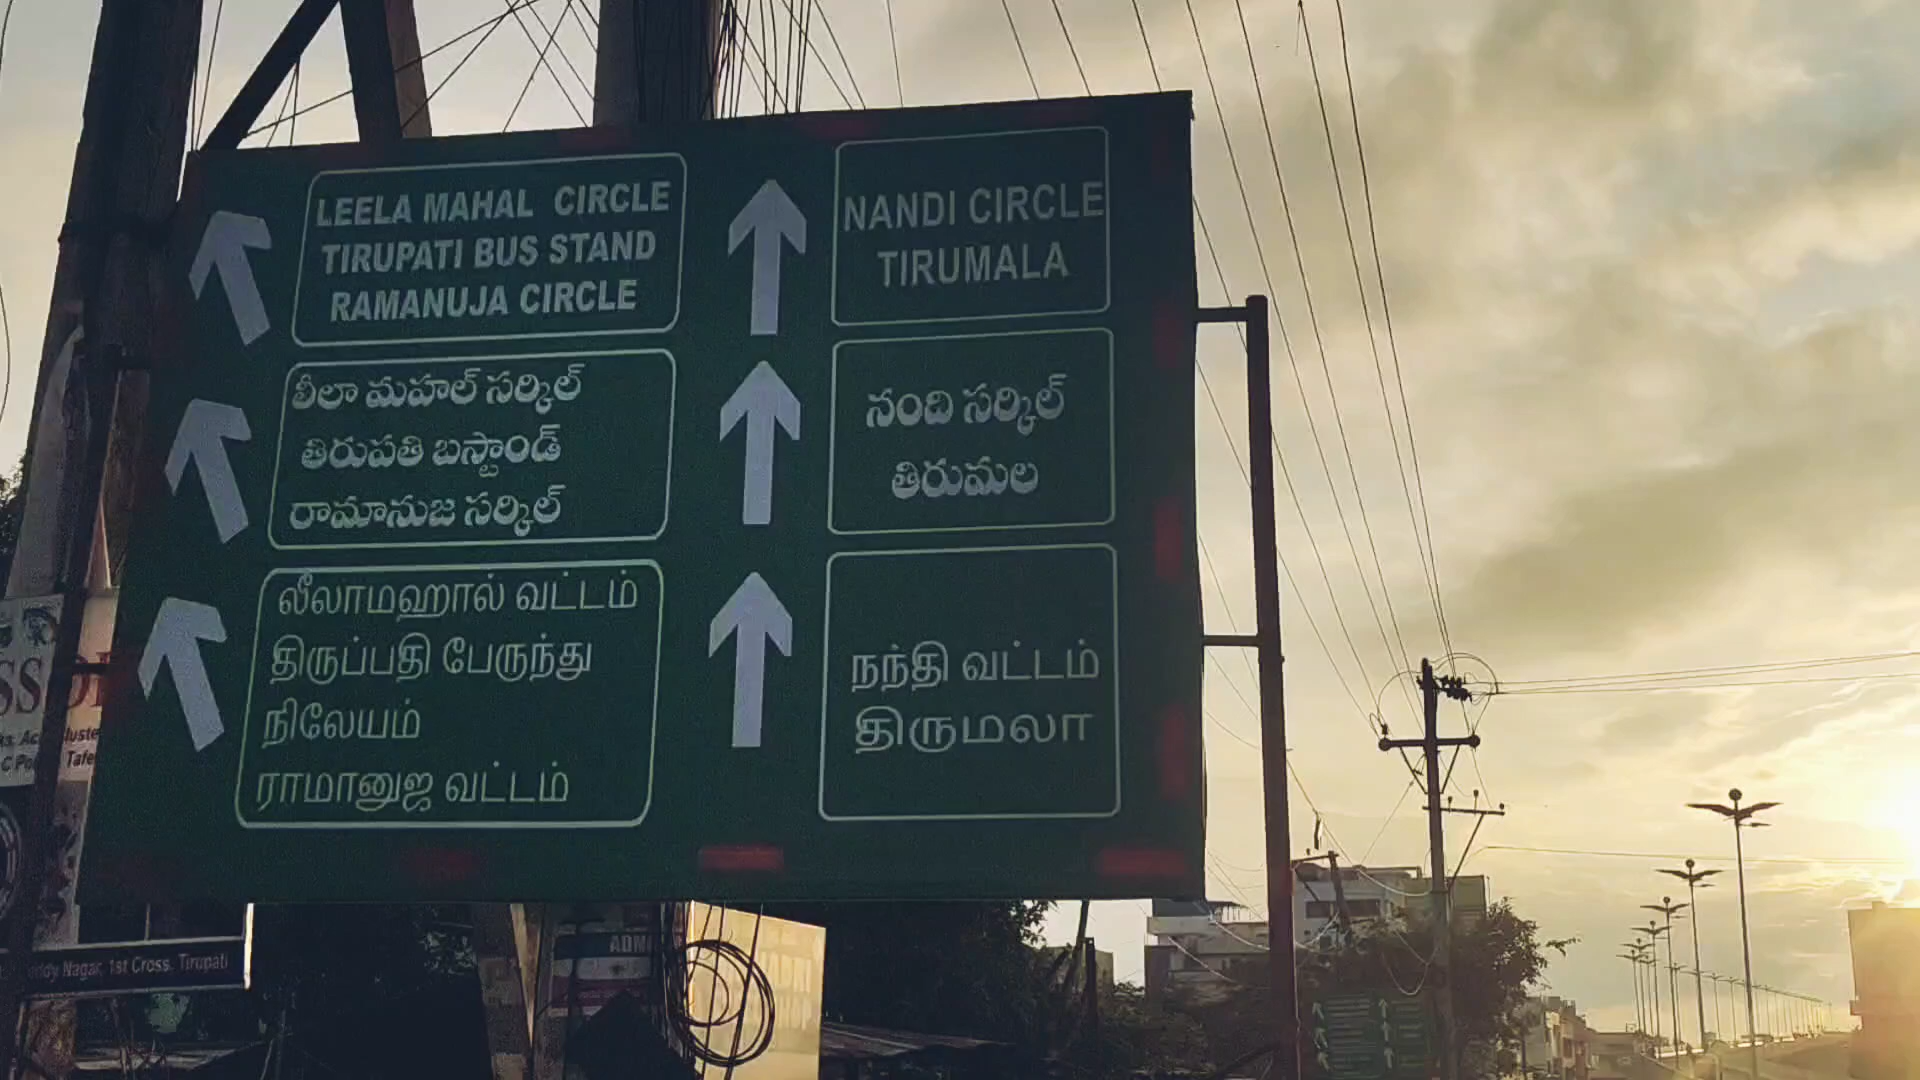 LEELA MAHAL CIRCLE
TIRUPATI BUS STAND
RAMANUJA CIRCLE
NANDI CIRCLE
TIRUMALA
లీలా మహల్ సర్కిల్
తిరుపతి బస్టాండ్
రామానుజ సర్కిల్
నంది సర్కిల్
తిరుమల
லீலாமஹால் வட்டம்
திருப்பதி பேருந்து
நிலேயம்
ராமானுஜ வட்டம்
நந்தி வட்டம்
திருமலா
Nagar, 1st Cross, Tirupati